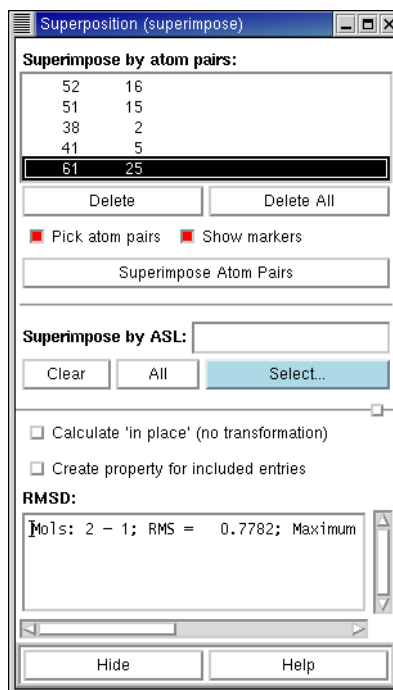 Superposition (superimpose)
Superimpose by atom pairs:
52 16
51 15
38 2
41 5
61 25
Delete Delete All
Pick atom pairs Show markers
Superimpose Atom Pairs
Superimpose by ASL:
Clear All Select...
Calculate 'in place' (no transformation)
Create property for included entries
RMSD:
Mols: 2 - 1; RMS = 0.7782; Maximum
Hide Help